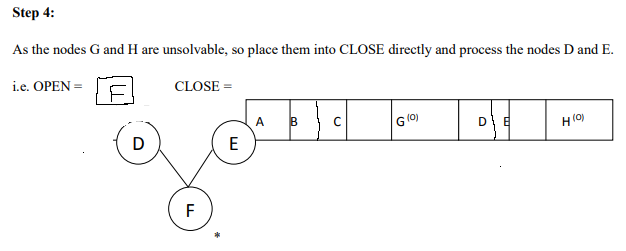 Step 4:
As the nodes G and H are unsolvable, so place them into CLOSE directly and process the nodes D and E.
i.e. OPEN = F CLOSE =
A B C G(0) D E H(0)
D E
F
*